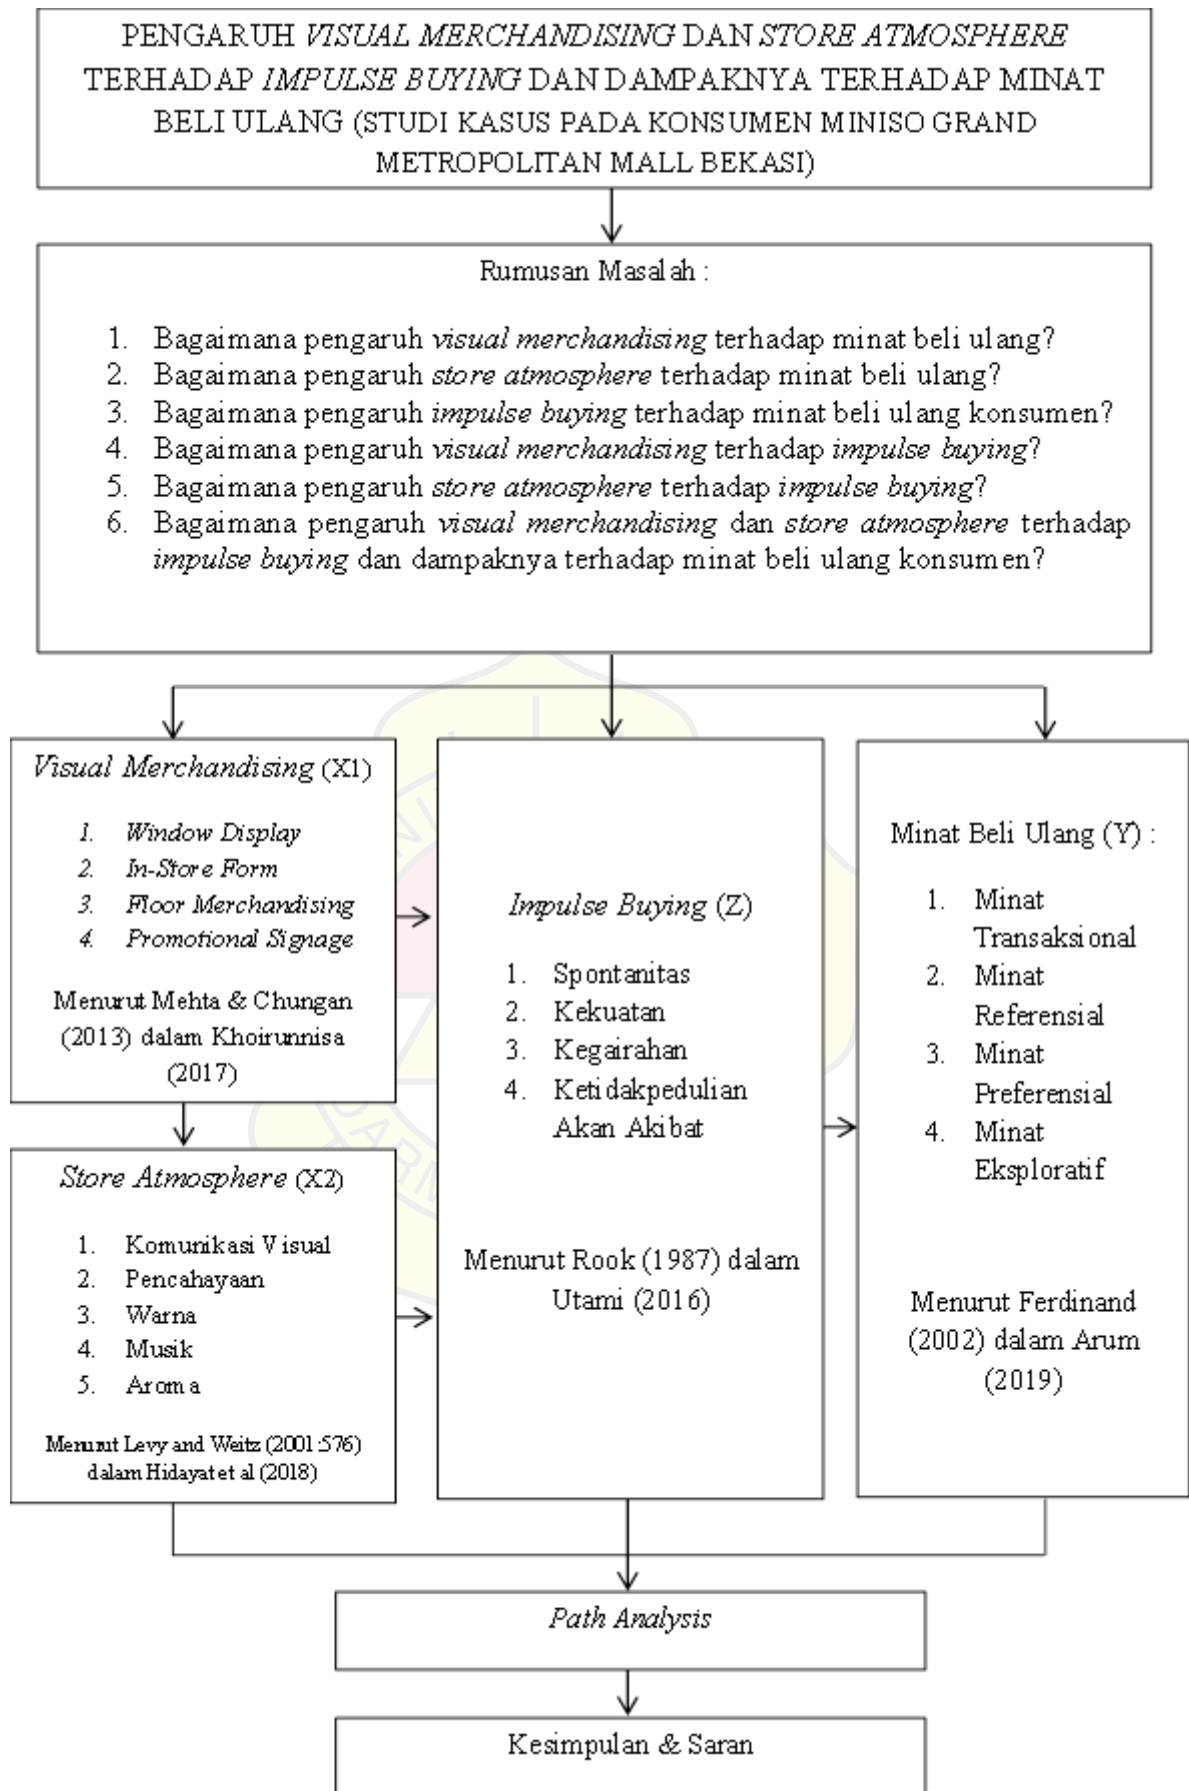 PENGARUH VISUAL MERCHANDISING DAN STORE ATMOSPHERE
TERHADAP IMPULSE BUYING DAN DAMPAKNYA TERHADAP MINAT
BELI ULANG (STUDI KASUS PADA KONSUMEN MINISO GRAND
METROPOLITAN MALL BEKASI)
Rumusan Masalah :
1. Bagaimana pengaruh visual merchandising terhadap minat beli ulang?
2. Bagaimana pengaruh store atmosphere terhadap minat beli ulang?
3. Bagaimana pengaruh impulse buying terhadap minat beli ulang konsumen?
4. Bagaimana pengaruh visual merchandising terhadap impulse buying?
5. Bagaimana pengaruh store atmosphere terhadap impulse buying?
6. Bagaimana pengaruh visual merchandising dan store atmosphere terhadap
impulse buying dan dampaknya terhadap minat beli ulang konsumen?
Visual Merchandising (X1)
1. Window Display
2. In-Store Form
3. Floor Merchandising
4. Promotional Signage
Menurut Mehta & Chungan
(2013) dalam Khoirunnisa
(2017)
Store Atmosphere (X2)
1. Komunikasi Visual
2. Pencahayaan
3. Warna
4. Musik
5. Aroma
Menurut Levy and Weitz (2001:576)
dalam Hidayat et al (2018)
Impulse Buying (Z)
1. Spontanitas
2. Kekuatan
3. Kegairahan
4. Ketidakpedulian
Akan Akibat
Menurut Rook (1987) dalam
Utami (2016)
Minat Beli Ulang (Y) :
1. Minat
Transaksional
2. Minat
Referensial
3. Minat
Preferensial
4. Minat
Eksploratif
Menurut Ferdinand
(2002) dalam Arum
(2019)
Path Analysis
Kesimpulan & Saran